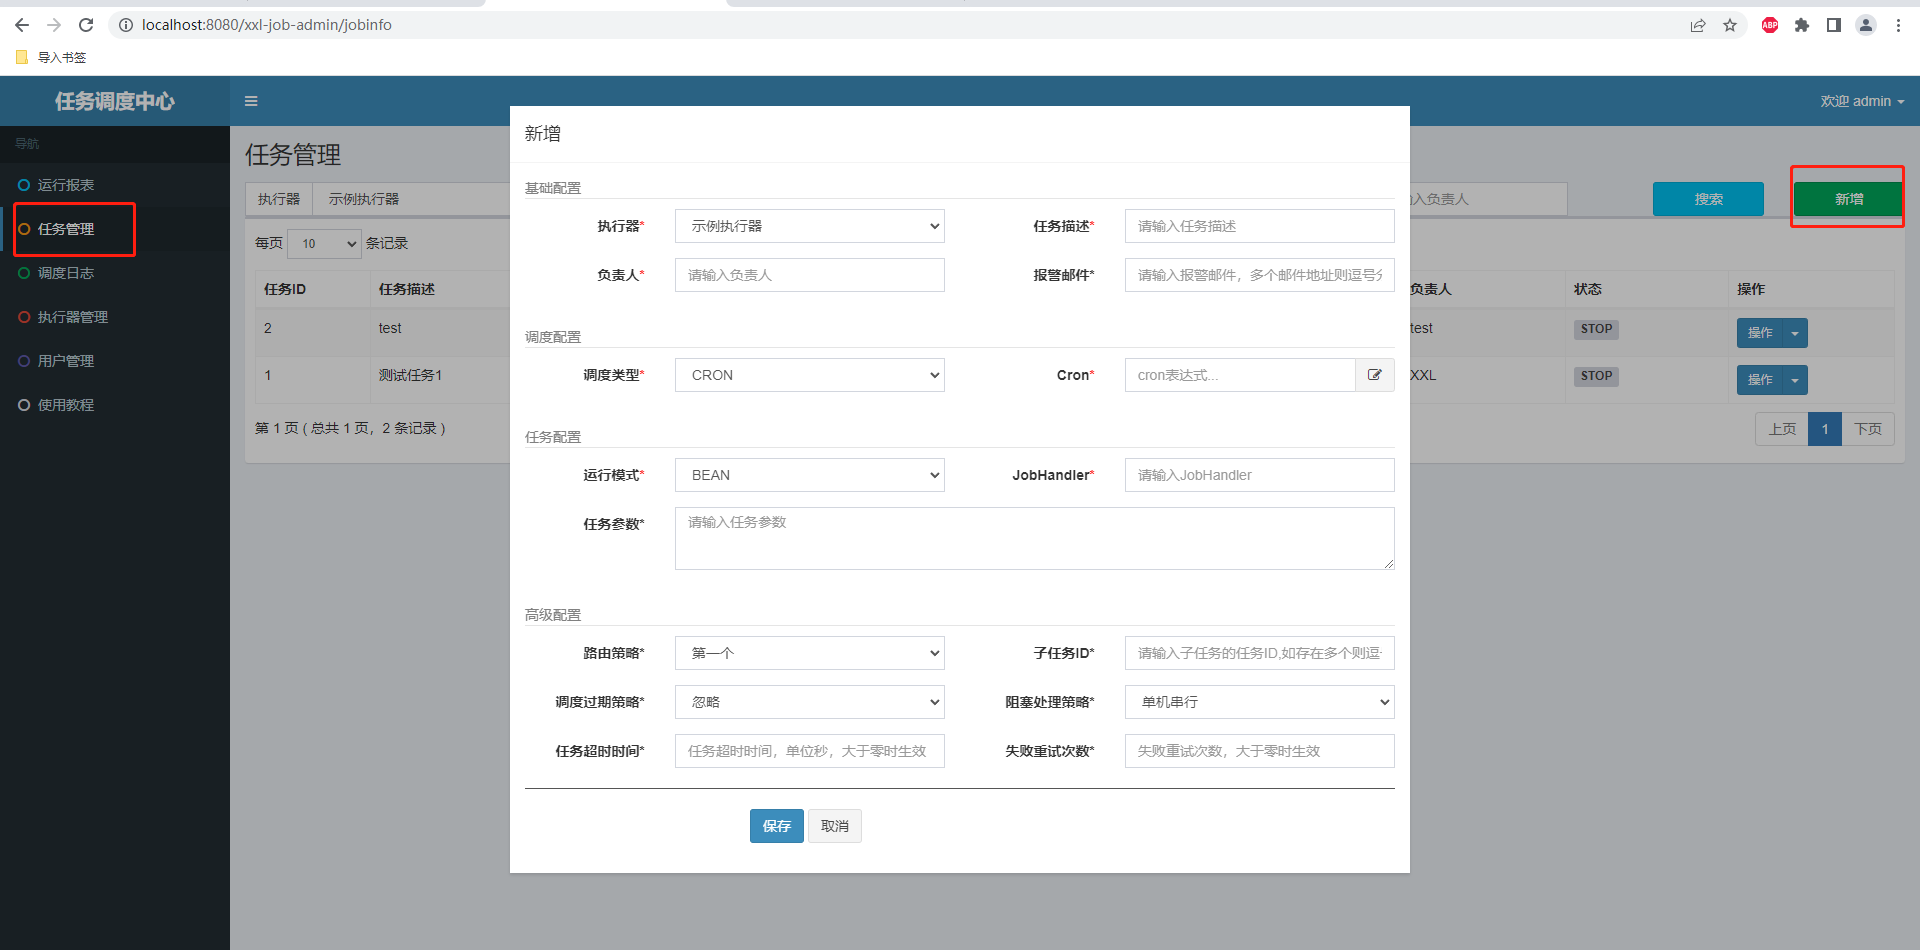 localhost:8080/xxl-job-admin/jobinfo
ABP
导入书签
任务调度中心
欢迎 admin
导航
运行报表
任务管理
调度日志
执行器管理
用户管理
使用教程
任务管理
执行器 示例执行器
入负责人
搜索
新增
每页 10 条记录
任务ID 任务描述 负责人 状态 操作
2 test test STOP 操作
1 测试任务1 XXL STOP 操作
第 1 页 ( 总共 1 页，2 条记录 )
上页 1 下页
新增
基础配置
执行器* 示例执行器 任务描述* 请输入任务描述
负责人* 请输入负责人 报警邮件* 请输入报警邮件，多个邮件地址则逗号分
调度配置
调度类型* CRON Cron* cron表达式...
任务配置
运行模式* BEAN JobHandler* 请输入JobHandler
任务参数* 请输入任务参数
高级配置
路由策略* 第一个 子任务ID* 请输入子任务的任务ID,如存在多个则逗
调度过期策略* 忽略 阻塞处理策略* 单机串行
任务超时时间* 任务超时时间，单位秒，大于零时生效 失败重试次数* 失败重试次数，大于零时生效
保存 取消